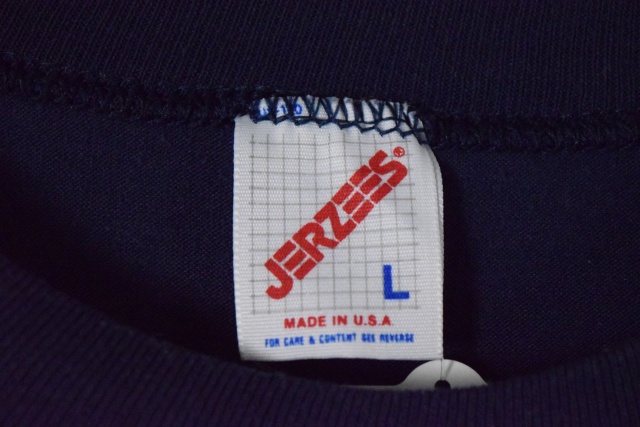 JERZEES®
L
MADE IN U.S.A.
FOR CARE & CONTENT SEE REVERSE